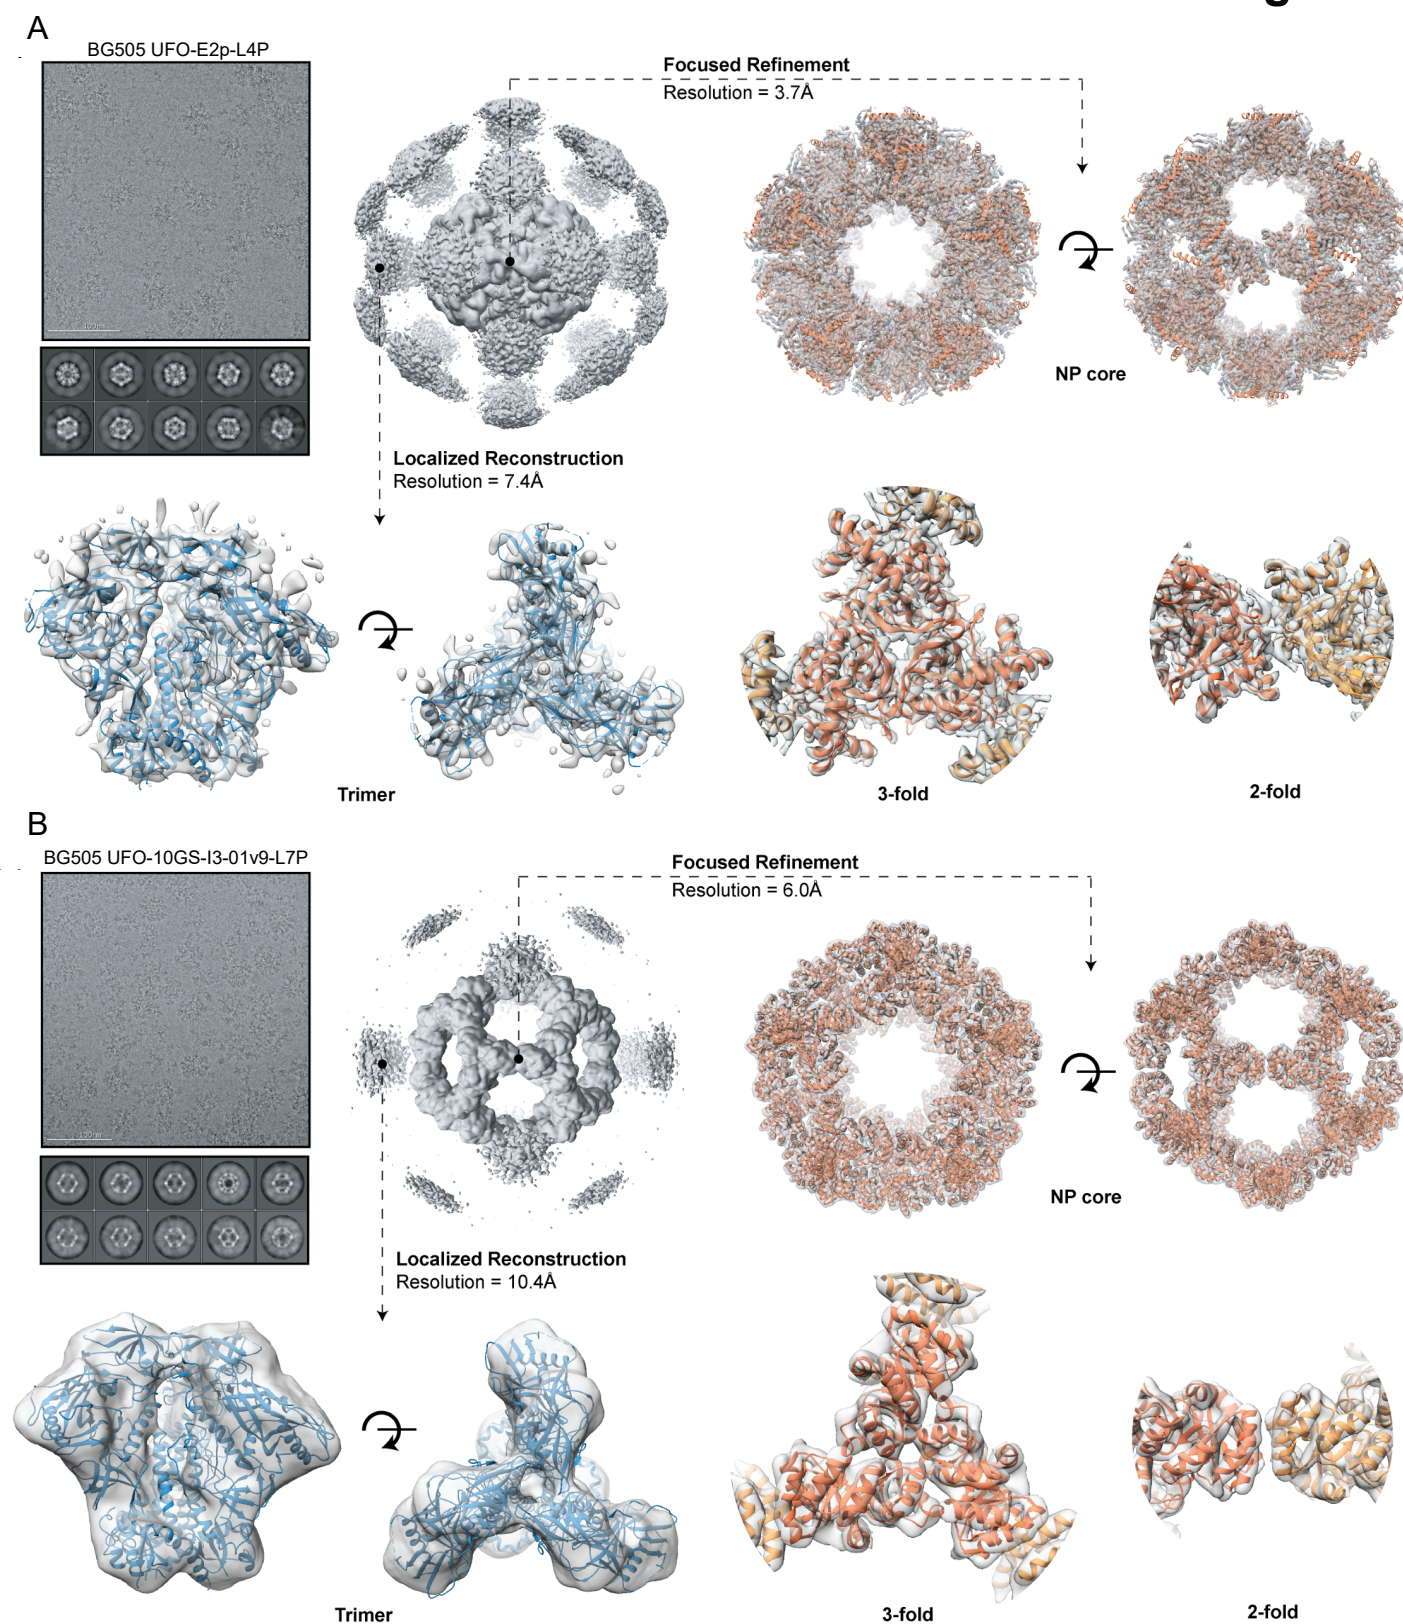 A
BG505 UFO-E2p-L4P
Focused Refinement
Resolution = 3.7Å
100nm
NP core
Localized Reconstruction
Resolution = 7.4Å
Trimer
3-fold
2-fold
B
BG505 UFO-10GS-I3-01v9-L7P
Focused Refinement
Resolution = 6.0Å
100nm
NP core
Localized Reconstruction
Resolution = 10.4Å
Trimer
3-fold
2-fold